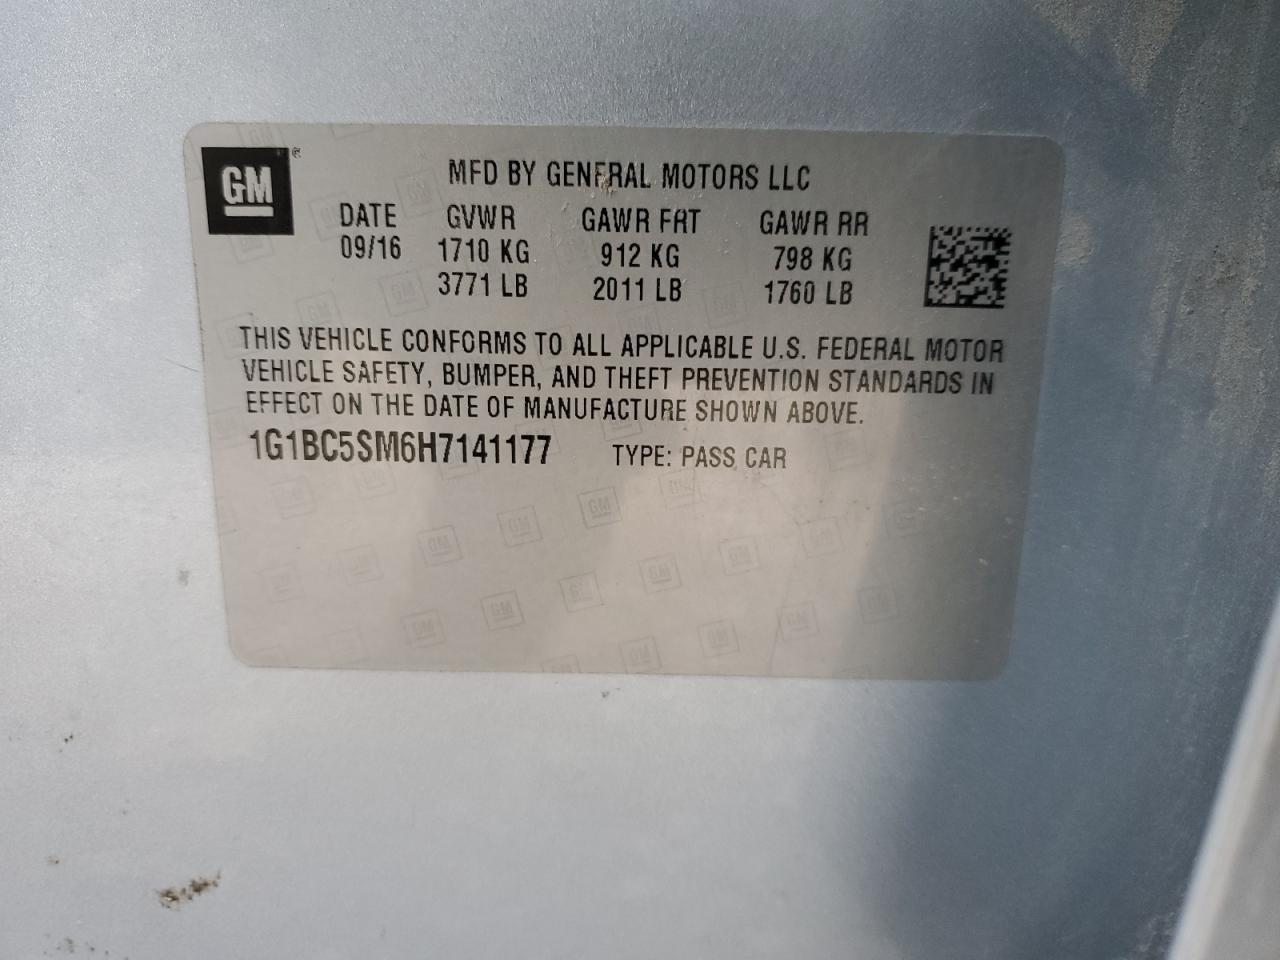 GM
MFD BY GENERAL MOTORS LLC
DATE GVWR GAWR FRT GAWR RR
09/16 1710 KG 912 KG 798 KG
3771 LB 2011 LB 1760 LB
THIS VEHICLE CONFORMS TO ALL APPLICABLE U.S. FEDERAL MOTOR
VEHICLE SAFETY, BUMPER, AND THEFT PREVENTION STANDARDS IN
EFFECT ON THE DATE OF MANUFACTURE SHOWN ABOVE.
1G1BC5SM6H7141177 TYPE: PASS CAR